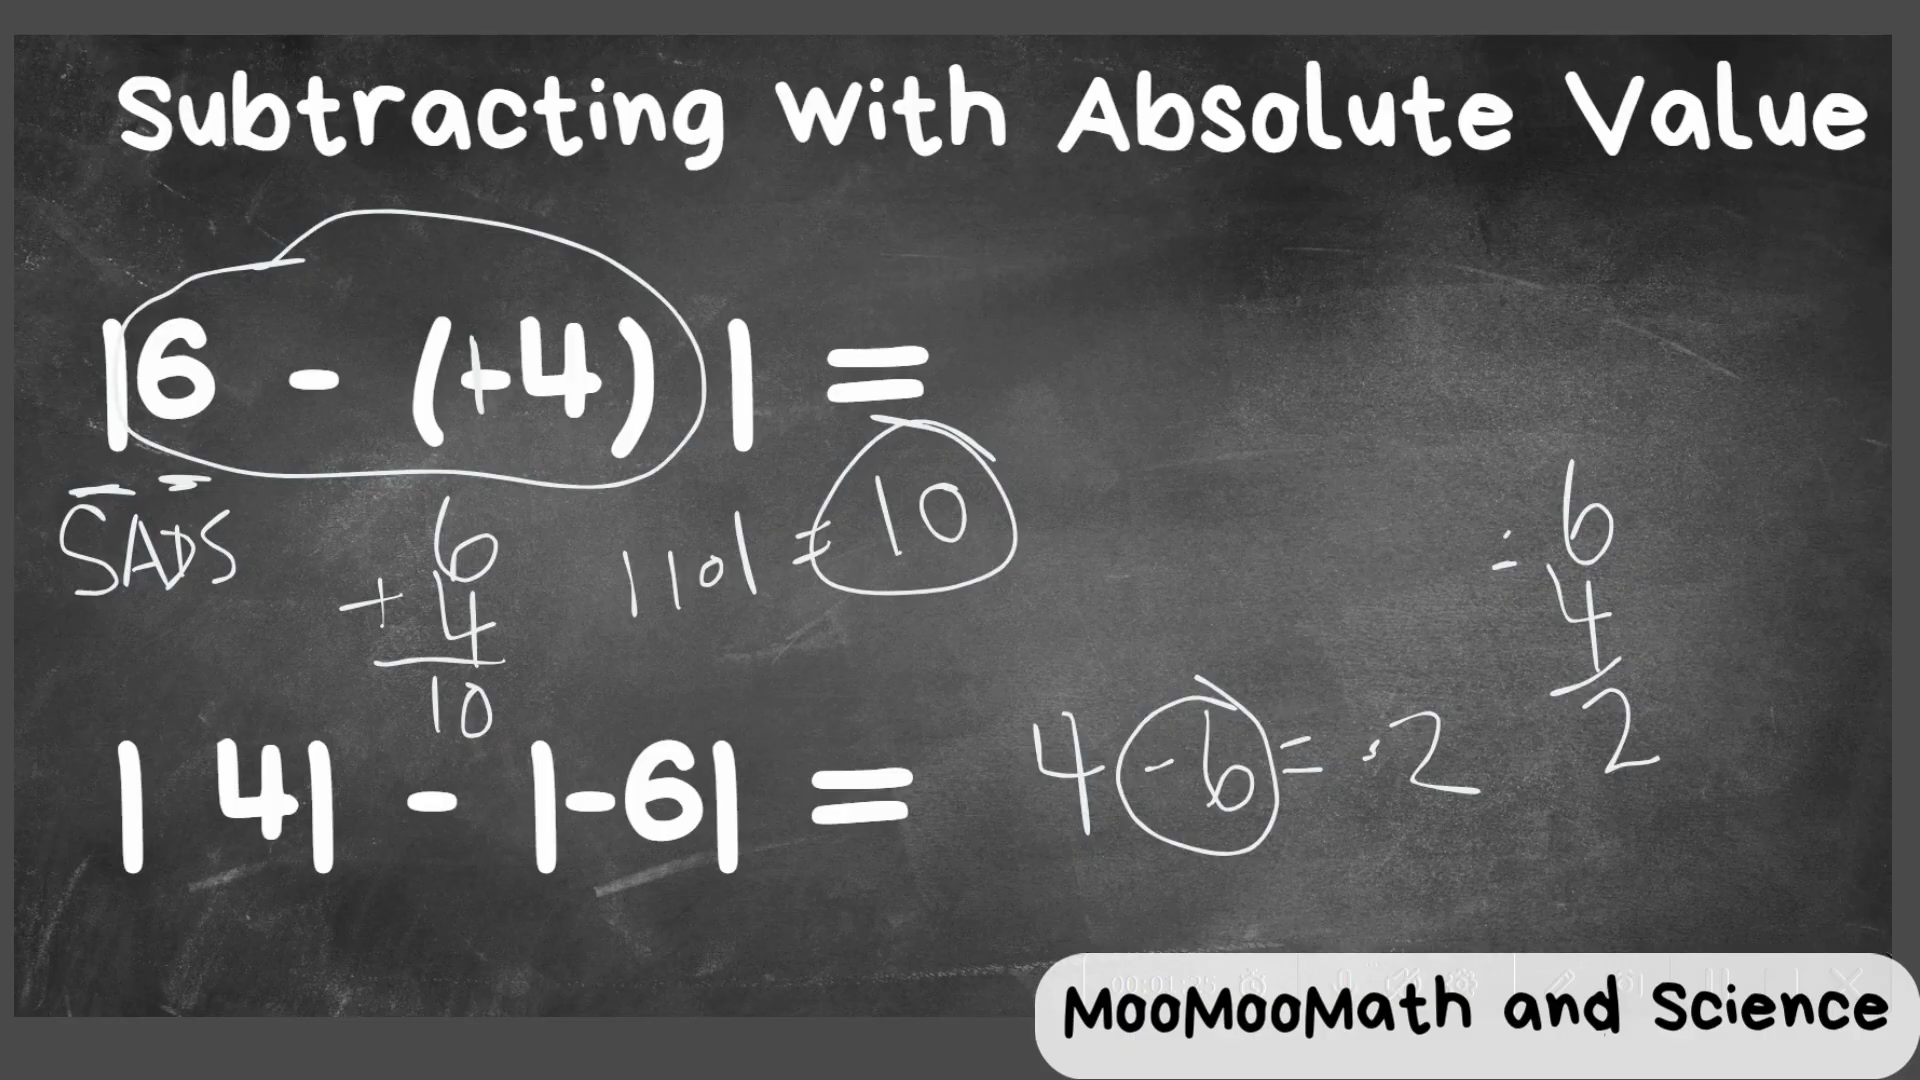 Subtracting with Absolute Value
|6 - (+4) | =
SADS
6
+ 4
10
|10| = 10
| 4| - |-6| = 4 - 6 = -2
- 6
4
2
MooMooMath and Science